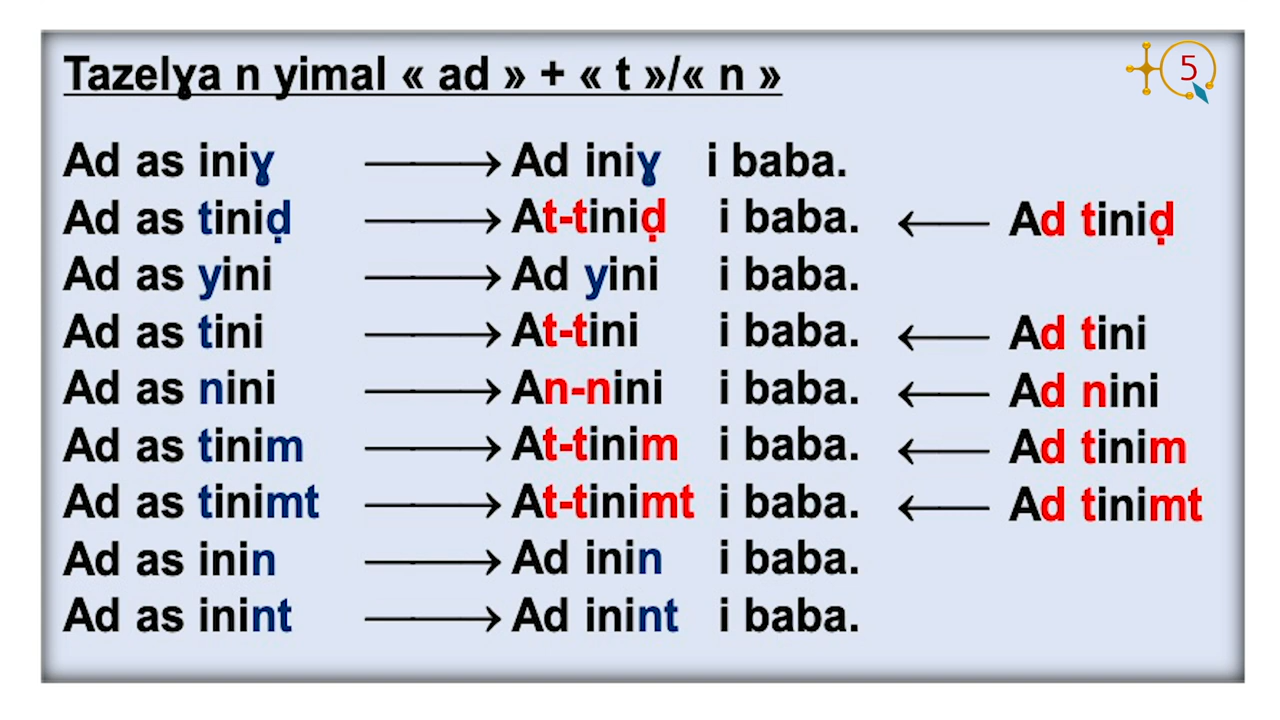 Tazelɣa n yimal « ad » + « t »/« n »
5
Ad as iniɣ ⟶ Ad iniɣ i baba.
Ad as tiniḍ ⟶ At-tiniḍ i baba. ⟵ Ad tiniḍ
Ad as yini ⟶ Ad yini i baba.
Ad as tini ⟶ At-tini i baba. ⟵ Ad tini
Ad as nini ⟶ An-nini i baba. ⟵ Ad nini
Ad as tinim ⟶ At-tinim i baba. ⟵ Ad tinim
Ad as tinimt ⟶ At-tinimt i baba. ⟵ Ad tinimt
Ad as inin ⟶ Ad inin i baba.
Ad as inint ⟶ Ad inint i baba.